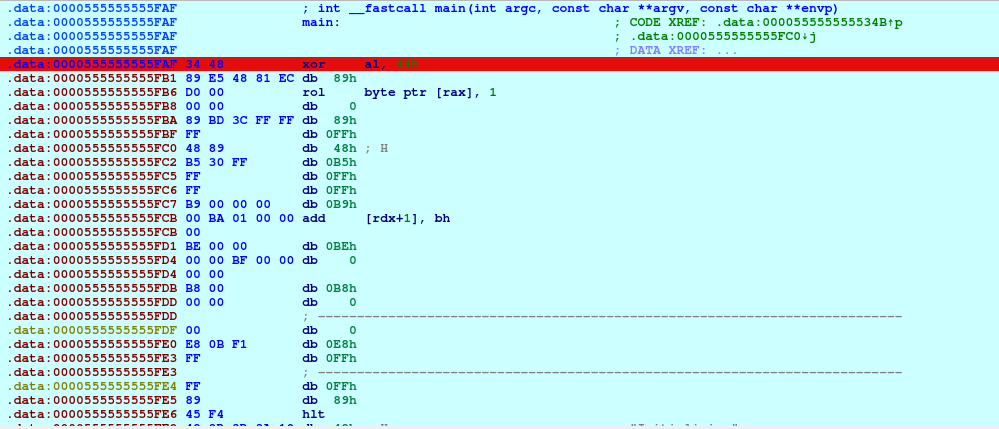 .data:0000555555555FAF ; int __fastcall main(int argc, const char **argv, const char **envp)
.data:0000555555555FAF main: ; CODE XREF: .data:000055555555534B↑p
.data:0000555555555FAF ; .data:0000555555555FC0↓j
.data:0000555555555FAF ; DATA XREF: ...
.data:0000555555555FAF 34 48 xor al, 48h
.data:0000555555555FB1 89 E5 48 81 EC db 89h
.data:0000555555555FB6 D0 00 rol byte ptr [rax], 1
.data:0000555555555FB8 00 00 db 0
.data:0000555555555FBA 89 BD 3C FF FF db 89h
.data:0000555555555FBF FF db 0FFh
.data:0000555555555FC0 48 89 db 48h ; H
.data:0000555555555FC2 B5 30 FF db 0B5h
.data:0000555555555FC5 FF db 0FFh
.data:0000555555555FC6 FF db 0FFh
.data:0000555555555FC7 B9 00 00 00 db 0B9h
.data:0000555555555FCB 00 BA 01 00 00 add [rdx+1], bh
.data:0000555555555FCB 00
.data:0000555555555FD1 BE 00 00 db 0BEh
.data:0000555555555FD4 00 00 BF 00 00 db 0
.data:0000555555555FD4 00 00
.data:0000555555555FDB B8 00 db 0B8h
.data:0000555555555FDD 00 00 db 0
.data:0000555555555FDD ; ---------------------------------------------------------------------------
.data:0000555555555FDF 00 db 0
.data:0000555555555FE0 E8 0B F1 db 0E8h
.data:0000555555555FE3 FF db 0FFh
.data:0000555555555FE3 ; ---------------------------------------------------------------------------
.data:0000555555555FE4 FF db 0FFh
.data:0000555555555FE5 89 db 89h
.data:0000555555555FE6 45 F4 hlt